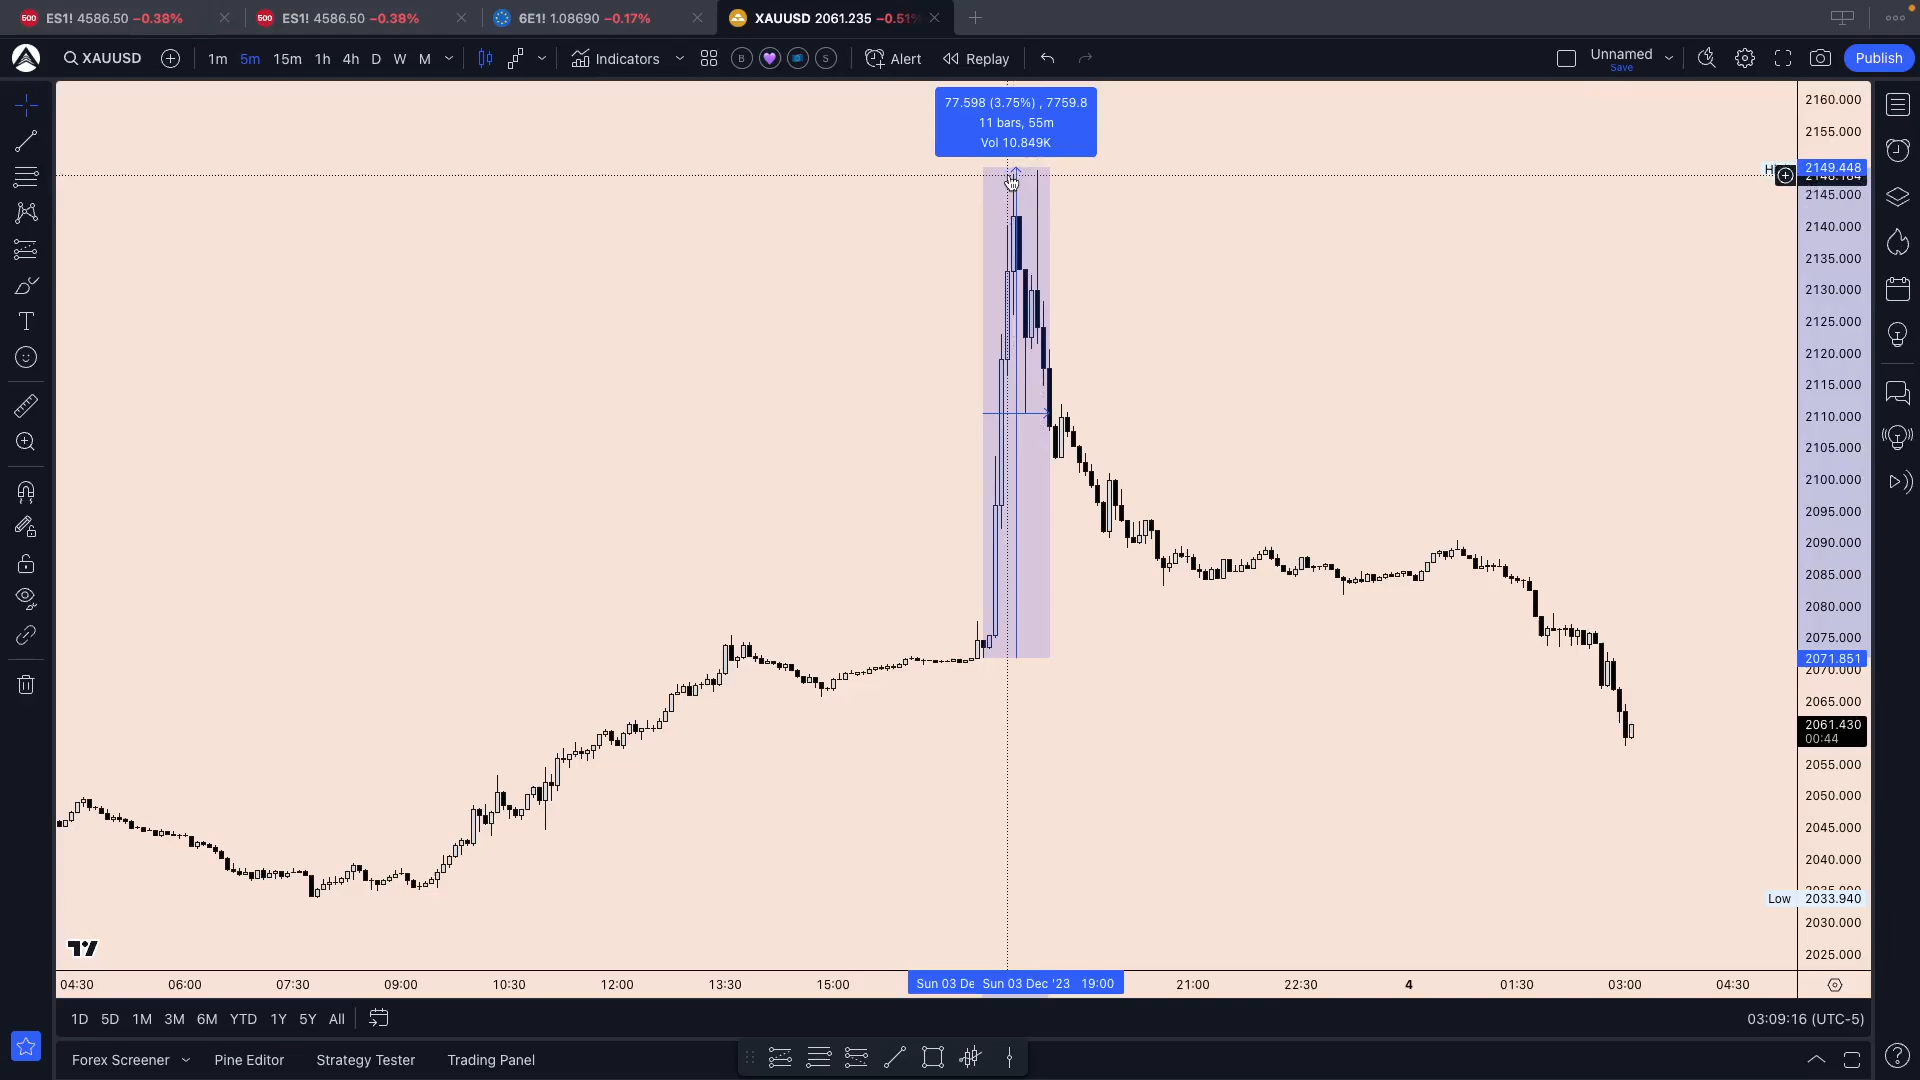 500 ES1! 4586.50 −0.38%
500 ES1! 4586.50 −0.38%
6E1! 1.08690 −0.17%
XAUUSD 2061.235 −0.51%
XAUUSD
1m 5m 15m 1h 4h D W M
Indicators
B
S
Alert
Replay
Unnamed
Save
Publish
77.598 (3.75%) , 7759.8
11 bars, 55m
Vol 10.849K
2160.000
2155.000
2149.448
2145.000
2140.000
2135.000
2130.000
2125.000
2120.000
2115.000
2110.000
2105.000
2100.000
2095.000
2090.000
2085.000
2080.000
2075.000
2071.851
2070.000
2065.000
2061.430
00:44
2055.000
2050.000
2045.000
2040.000
Low 2033.940
2030.000
2025.000
04:30 06:00 07:30 09:00 10:30 12:00 13:30 15:00 Sun 03 De Sun 03 Dec '23 19:00 21:00 22:30 4 01:30 03:00 04:30
1D 5D 1M 3M 6M YTD 1Y 5Y All
03:09:16 (UTC-5)
Forex Screener Pine Editor Strategy Tester Trading Panel